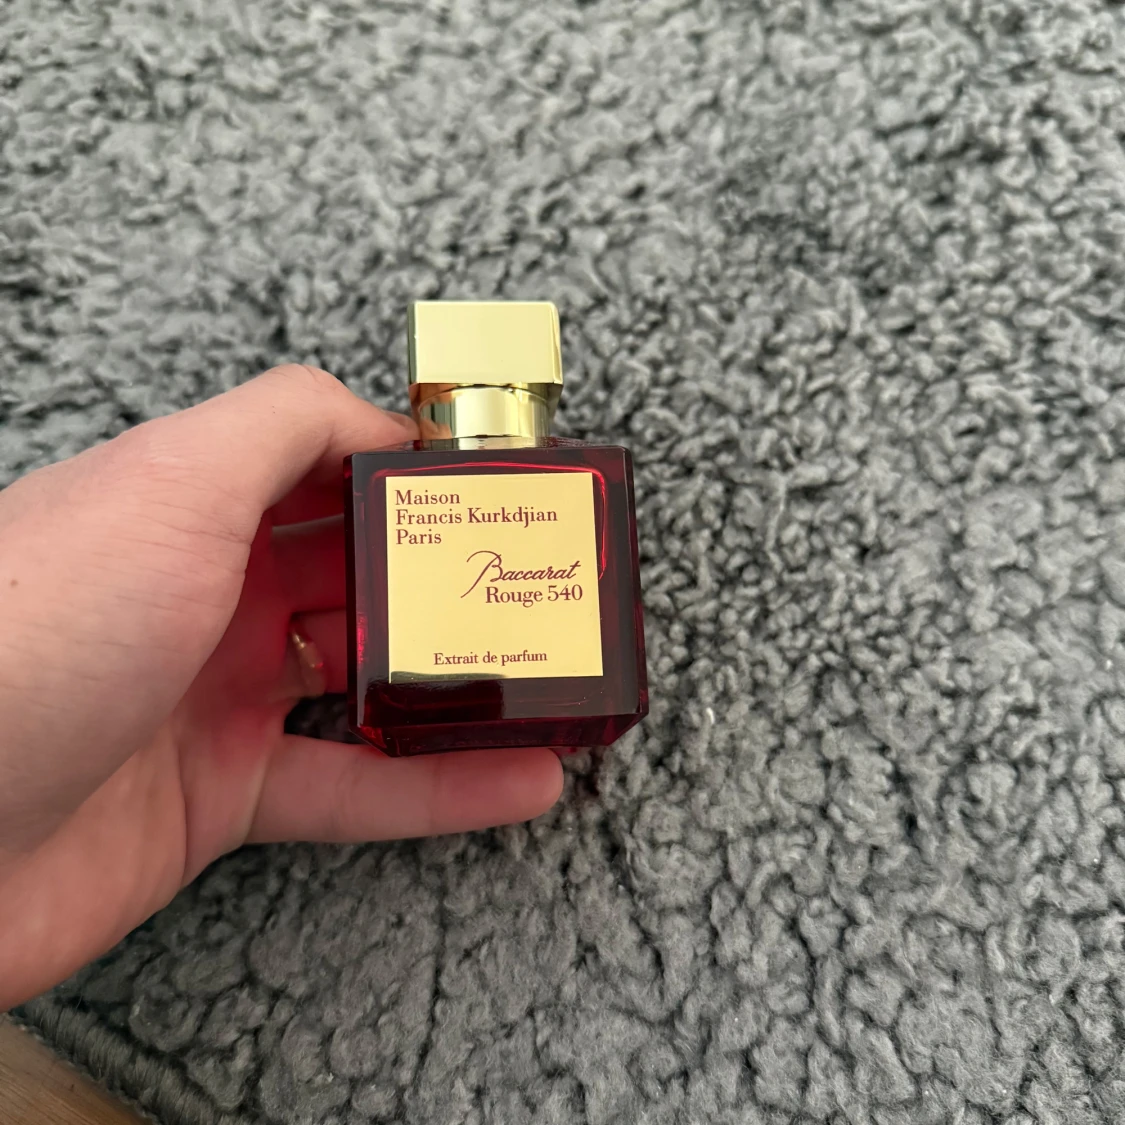 Maison
Francis Kurkdjian
Paris
Baccarat
Rouge 540
Extrait de parfum